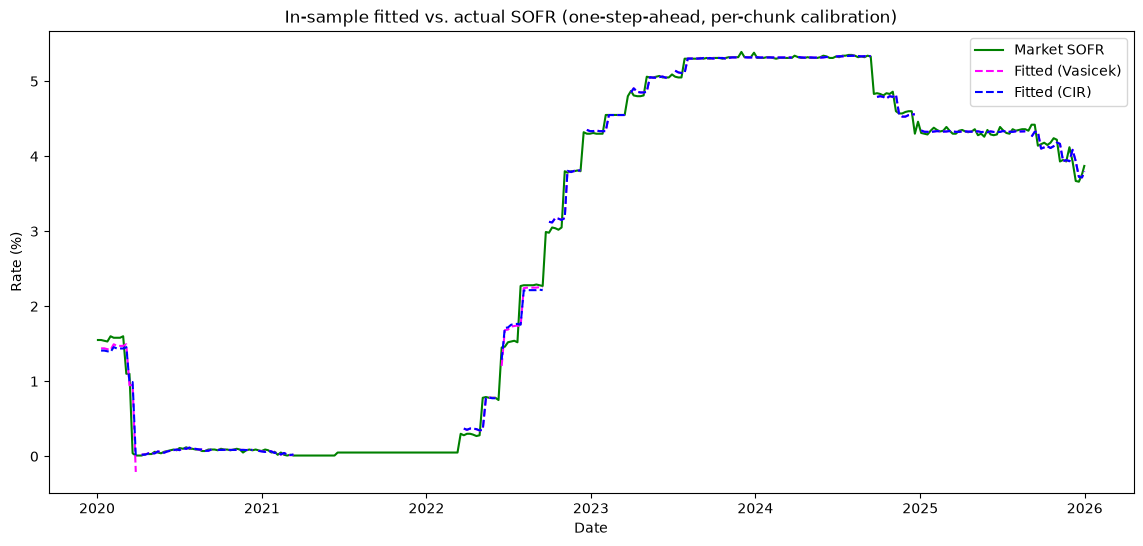 In-sample fitted vs. actual SOFR (one-step-ahead, per-chunk calibration)
Market SOFR
Fitted (Vasicek)
Fitted (CIR)
Rate (%)
5
4
3
2
1
0
2020 2021 2022 2023 2024 2025 2026
Date